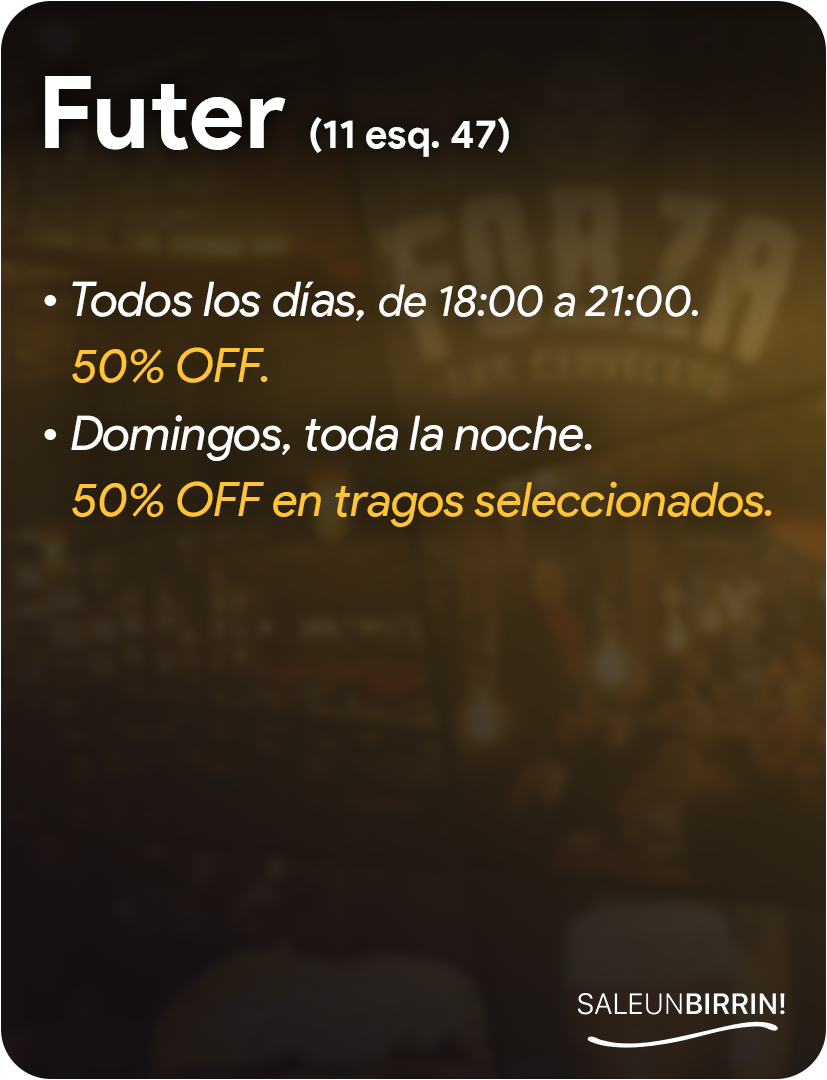 Futer (11 esq. 47)
FORZA
• Todos los días, de 18:00 a 21:00.
50% OFF.
• Domingos, toda la noche.
50% OFF en tragos seleccionados.
SALEUNBIRRIN!